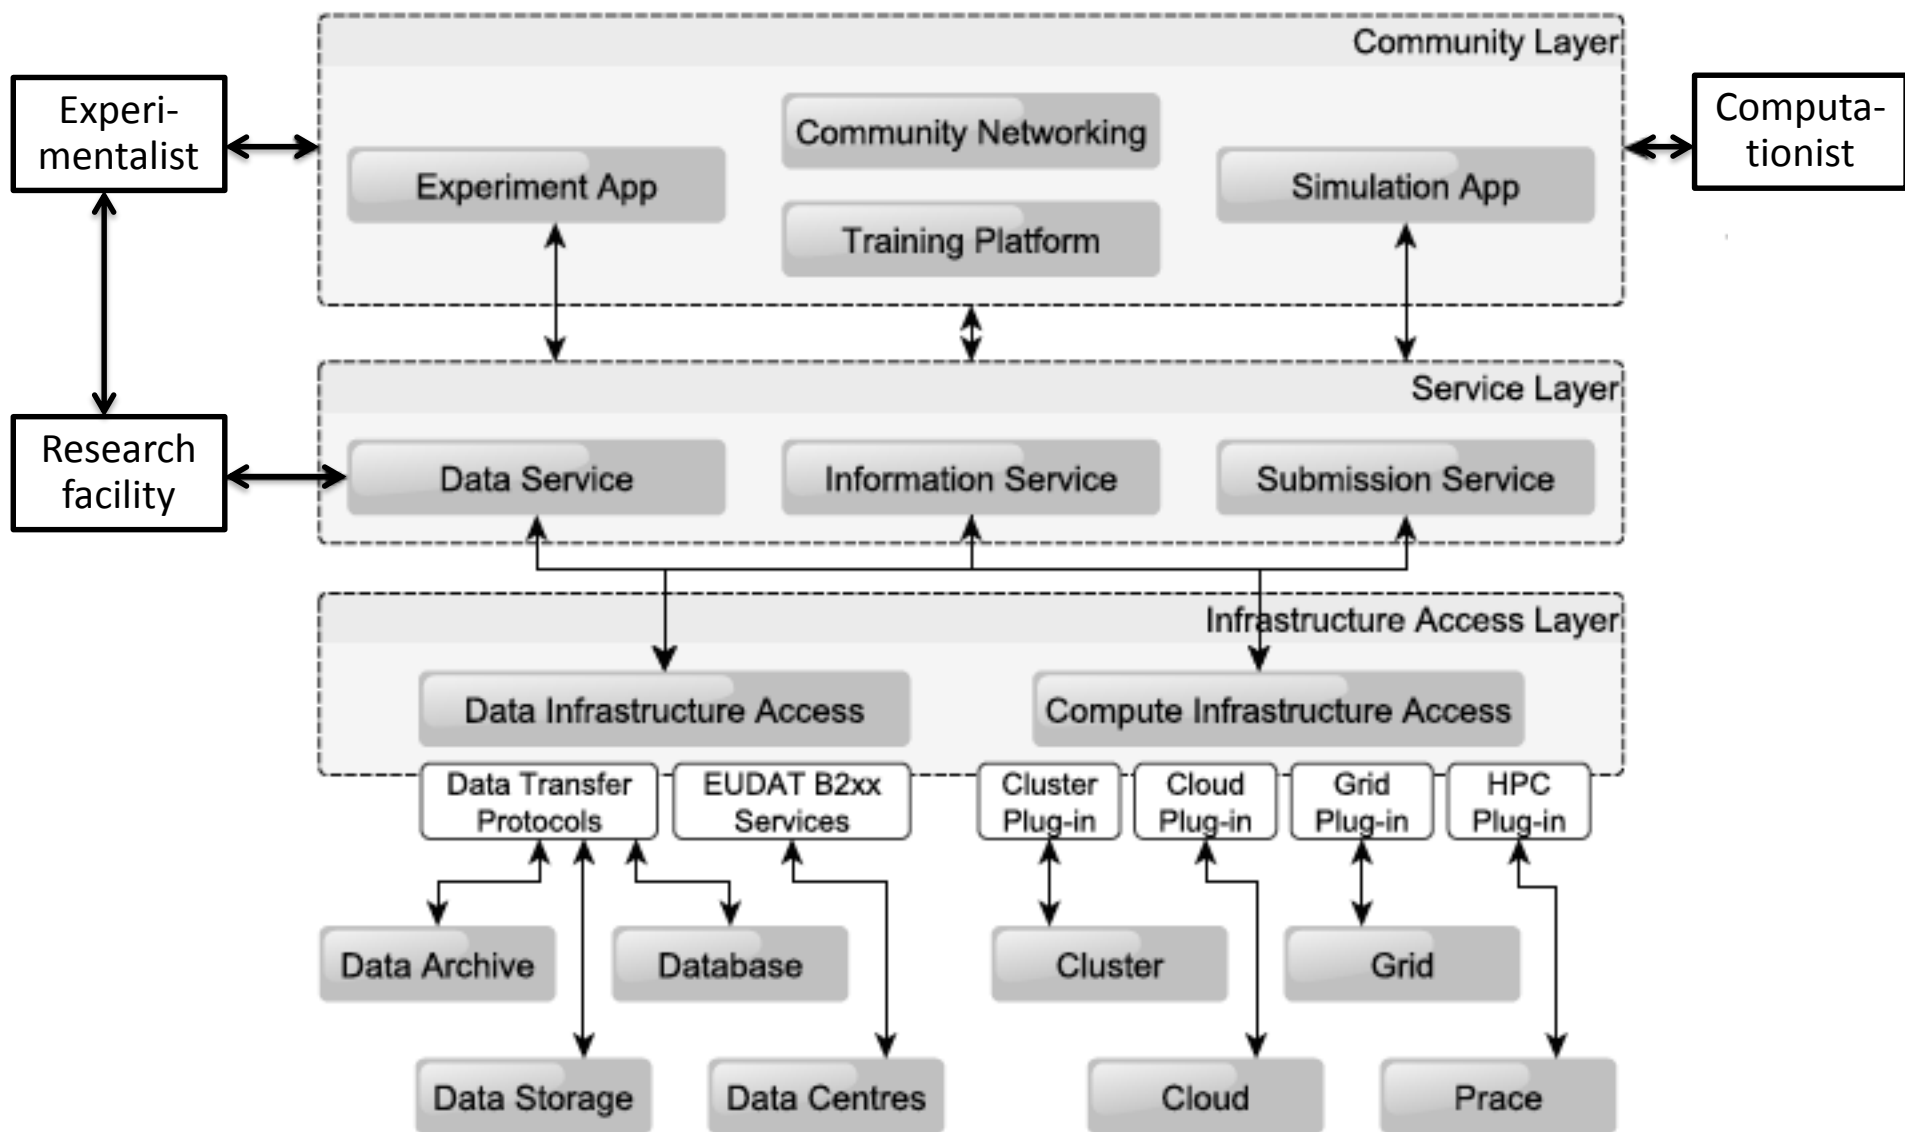 Community Layer
Experi-
mentalist
Computa-
tionist
Community Networking
Experiment App
Simulation App
Training Platform
Service Layer
Research
facility
Data Service
Information Service
Submission Service
Infrastructure Access Layer
Data Infrastructure Access
Compute Infrastructure Access
Data Transfer
Protocols
EUDAT B2xx
Services
Cluster
Plug-in
Cloud
Plug-in
Grid
Plug-in
HPC
Plug-in
Data Archive
Database
Cluster
Grid
Data Storage
Data Centres
Cloud
Prace